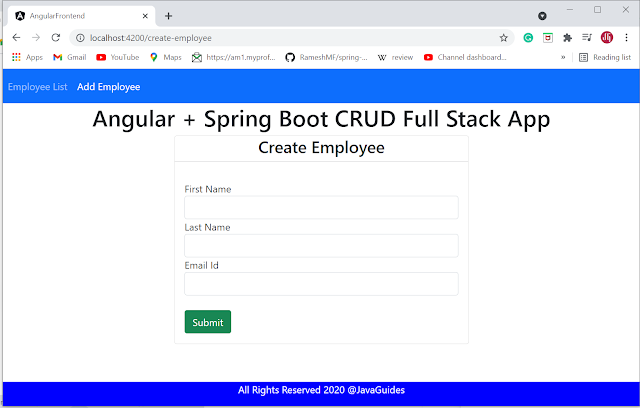 AngularFrontend
localhost:4200/create-employee
Apps Gmail YouTube Maps https://am1.myprof... RameshMF/spring-... review Channel dashboard... » Reading list
Employee List Add Employee
Angular + Spring Boot CRUD Full Stack App
Create Employee
First Name
Last Name
Email Id
Submit
All Rights Reserved 2020 @JavaGuides